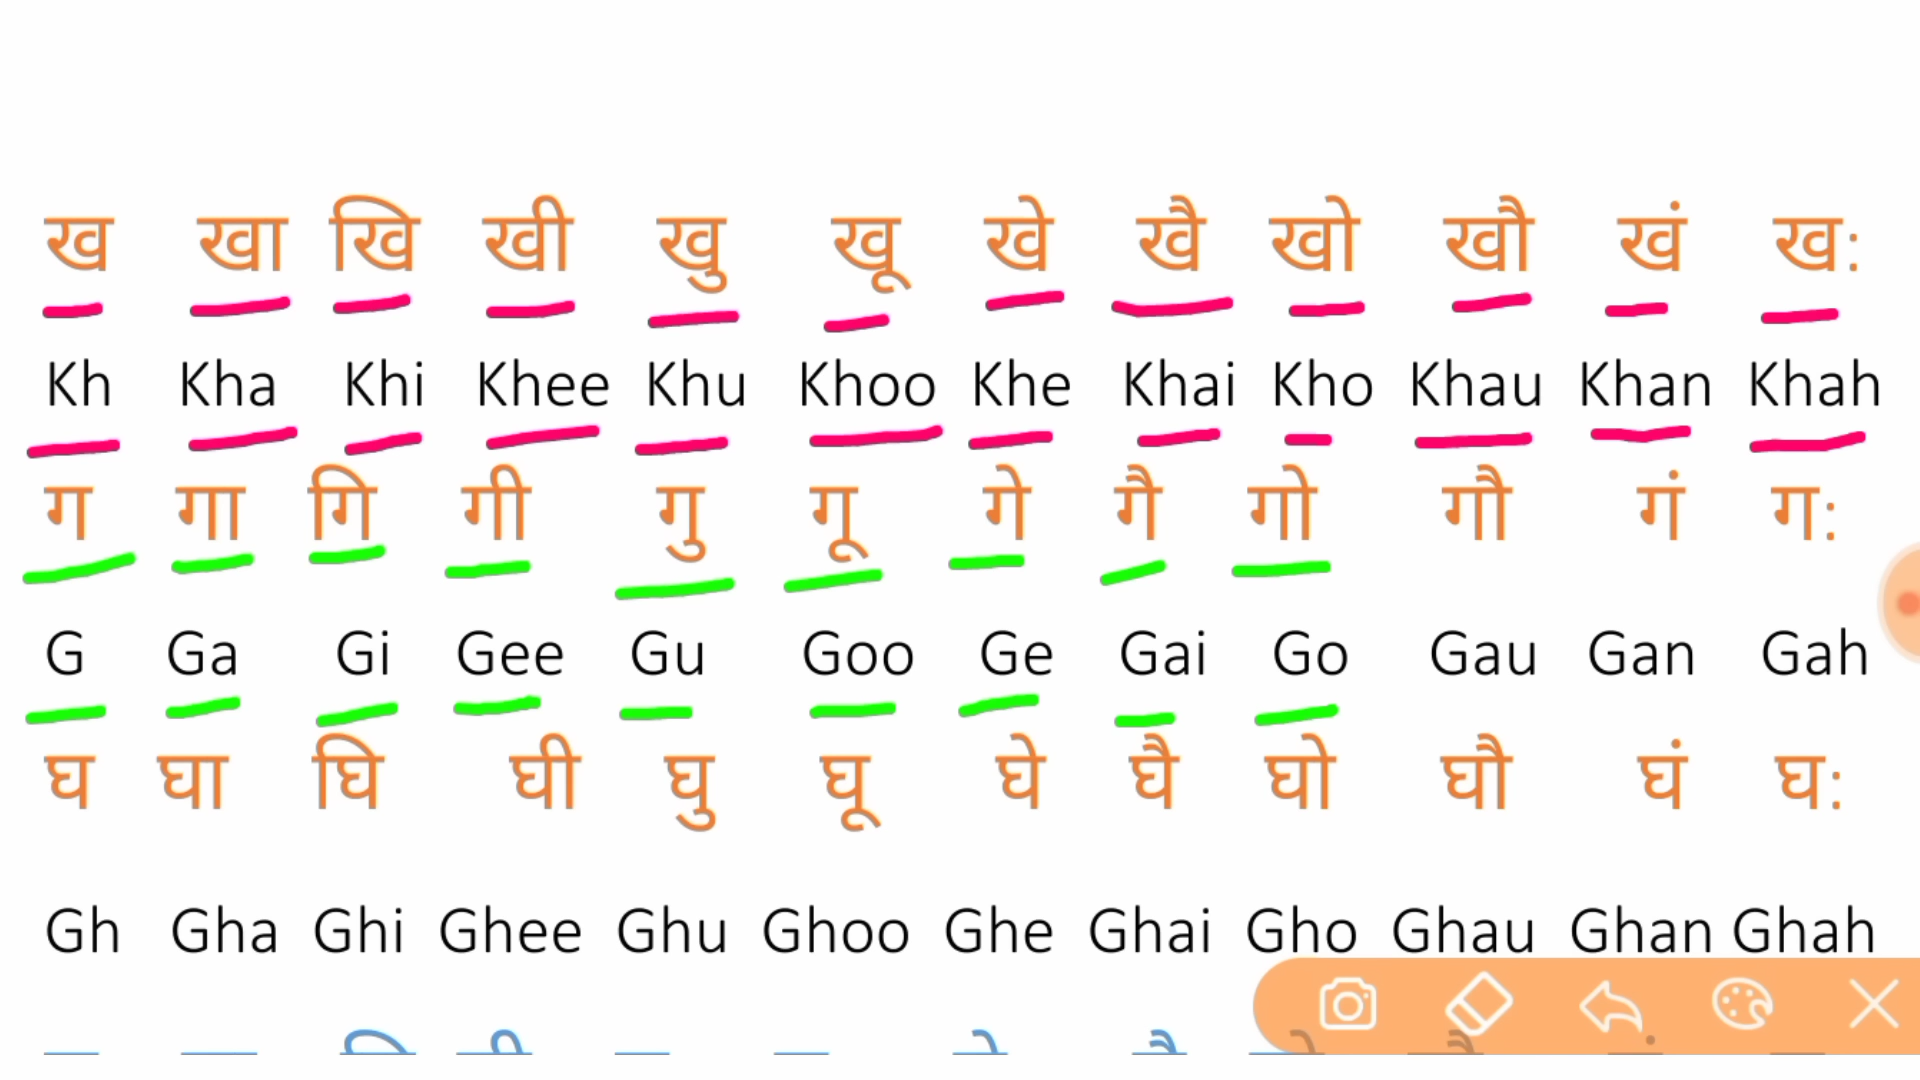 ख खा खि खी खु खू खे खै खो खौ खं ख:
Kh Kha Khi Khee Khu Khoo Khe Khai Kho Khau Khan Khah
ग गा गि गी गु गू गे गै गो गौ गं ग:
G Ga Gi Gee Gu Goo Ge Gai Go Gau Gan Gah
घ घा घि घी घु घू घे घै घो घौ घं घ:
Gh Gha Ghi Ghee Ghu Ghoo Ghe Ghai Gho Ghau Ghan Ghah